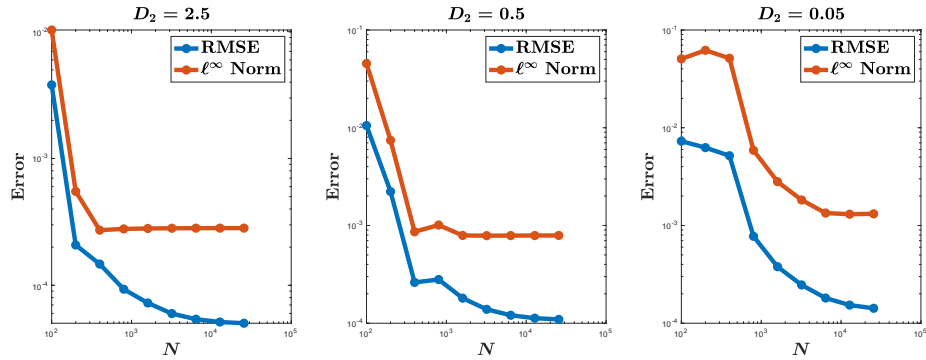 D₂ = 2.5
RMSE
ℓ^∞ Norm
Error
10⁻²
10⁻³
10⁻⁴
10²
10³
10⁴
10⁵
N
D₂ = 0.5
RMSE
ℓ^∞ Norm
Error
10⁻¹
10⁻²
10⁻³
10⁻⁴
10²
10³
10⁴
10⁵
N
D₂ = 0.05
RMSE
ℓ^∞ Norm
Error
10⁻¹
10⁻²
10⁻³
10⁻⁴
10²
10³
10⁴
10⁵
N